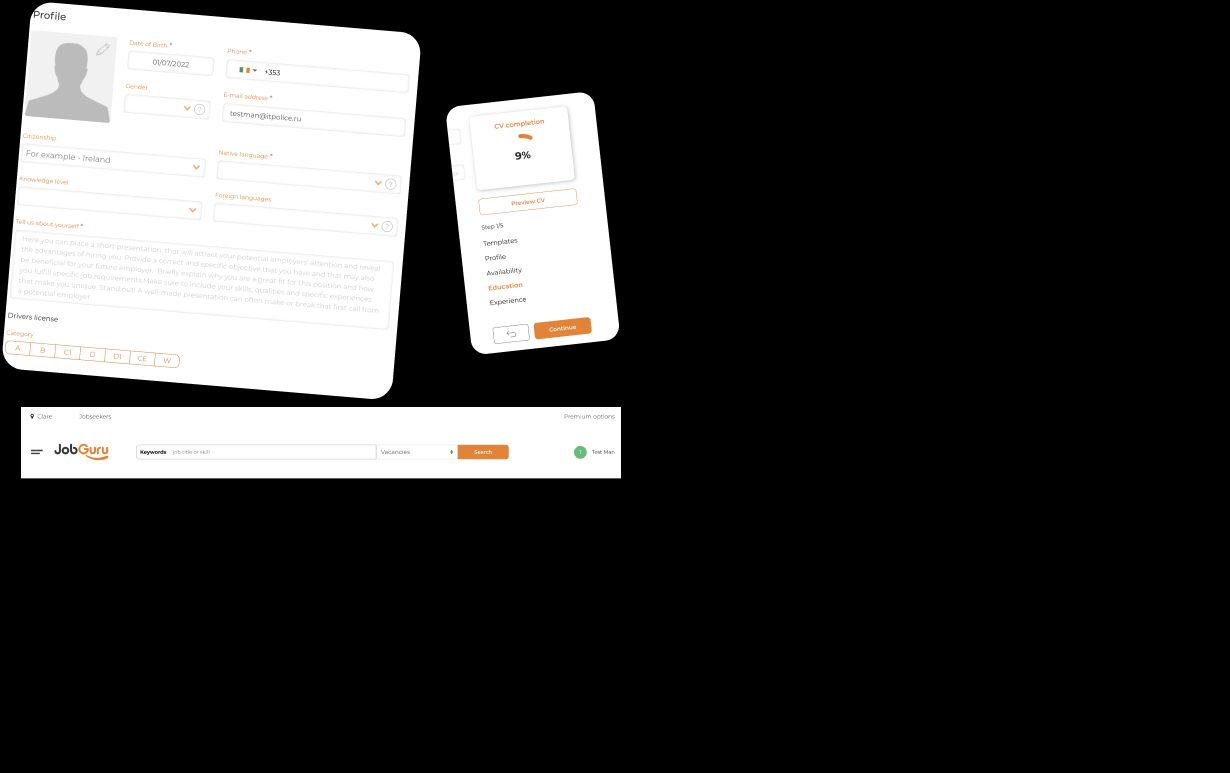 Profile
Date of Birth *
01/07/2022
Phone *
+353
Gender
?
E-mail address *
testman@itpolice.ru
Citizenship
For example - Ireland
Native language *
?
Knowledge level
Foreign languages
?
Tell us about yourself *
Here you can place a short presentation, that will attract your potential employers' attention and reveal
the advantages of hiring you. Provide a correct and specific objective that you have and that may also
be beneficial for your future employer. Briefly explain why you are a great fit for this position and how
you fulfill specific job requirements.Make sure to include your skills, qualities and specific experiences
that make you unique. Stand out! A well-made presentation can often make or break that first call from
a potential employer.
Drivers license
Category
A B C1 D D1 CE W
CV completion
9%
Preview CV
Step 1/5
Templates
Profile
Availability
Education
Experience
Continue
Clare Jobseekers Premium options
JobGuru Keywords job title or skill Vacancies Search T Test Man